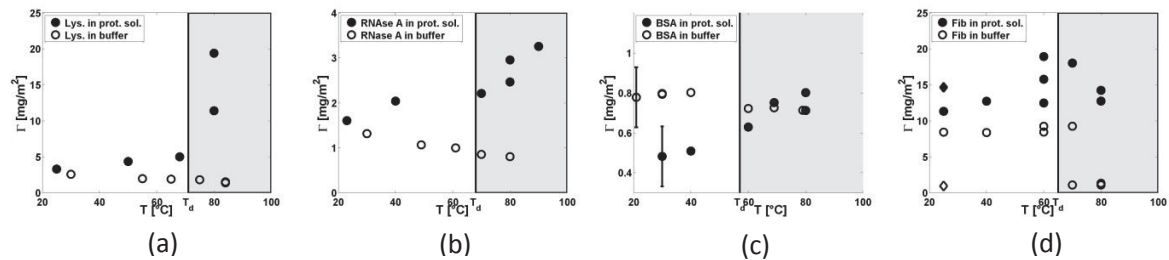 ● Lys. in prot. sol.
○ Lys. in buffer
Γ [mg/m²]
25
20
15
10
5
0
20 40 60 T_d 80 100
T [°C]
(a)
● RNAse A in prot. sol.
○ RNAse A in buffer
Γ [mg/m²]
4
3
2
1
0
20 40 60 T_d 80 100
T [°C]
(b)
● BSA in prot. sol.
○ BSA in buffer
Γ [mg/m²]
1
0.8
0.6
0.4
20 40 T_d 60 80 100
T [°C]
(c)
● Fib in prot. sol.
○ Fib in buffer
Γ [mg/m²]
25
20
15
10
5
0
20 40 60 T_d 80 100
T [°C]
(d)